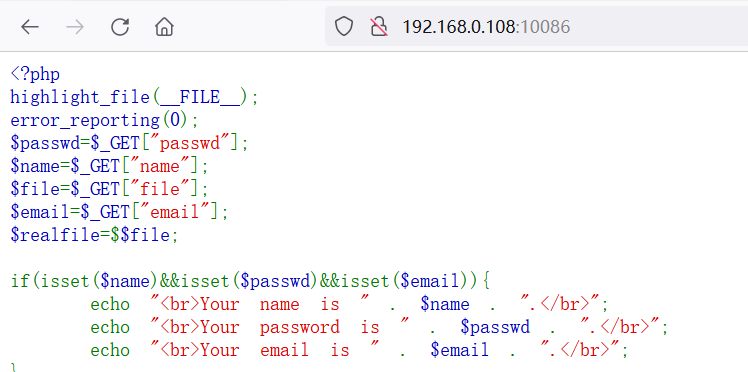 192.168.0.108:10086
<?php
highlight_file(__FILE__);
error_reporting(0);
$passwd=$_GET["passwd"];
$name=$_GET["name"];
$file=$_GET["file"];
$email=$_GET["email"];
$realfile=$$file;
if(isset($name)&&isset($passwd)&&isset($email)){
echo "<br>Your name is " . $name . ".</br>";
echo "<br>Your password is " . $passwd . ".</br>";
echo "<br>Your email is " . $email . ".</br>";
}